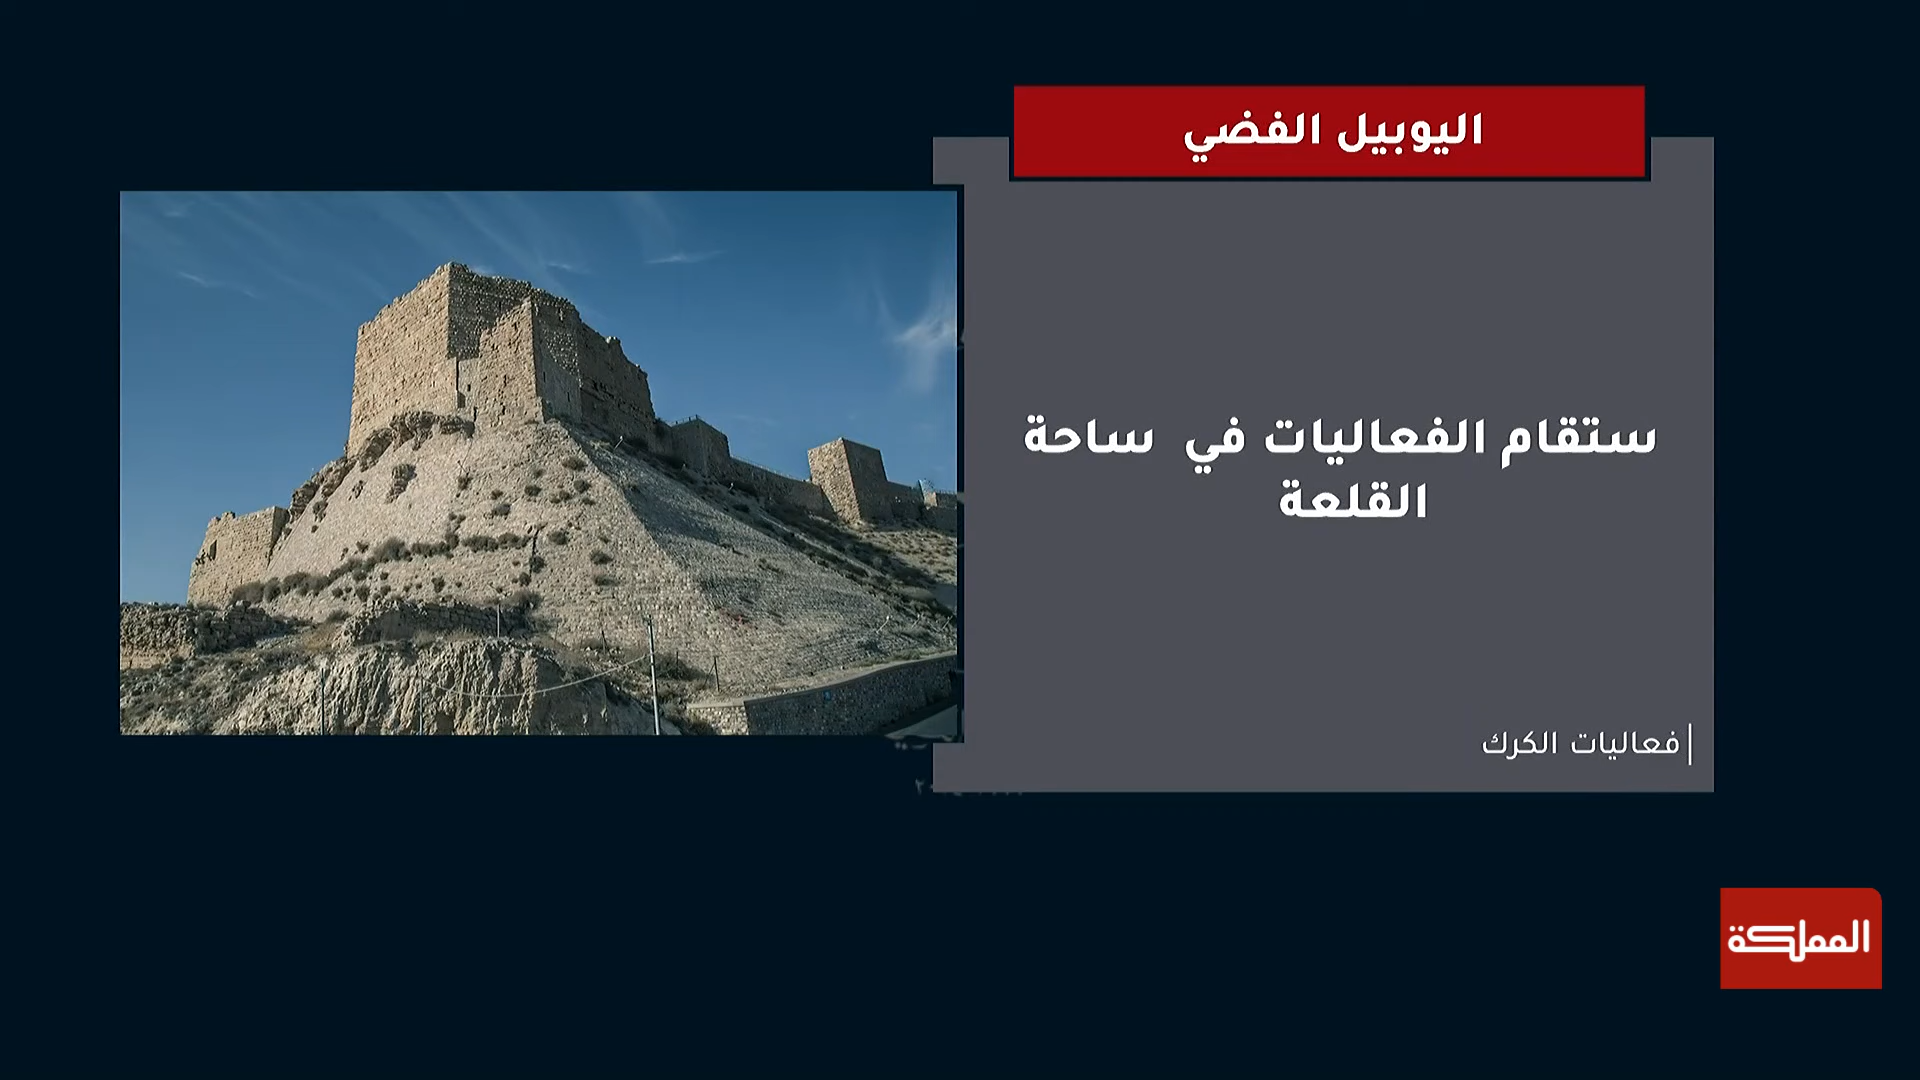 اليوبيل الفضي
ستقام الفعاليات في ساحة
القلعة
فعاليات الكرك
المملكة